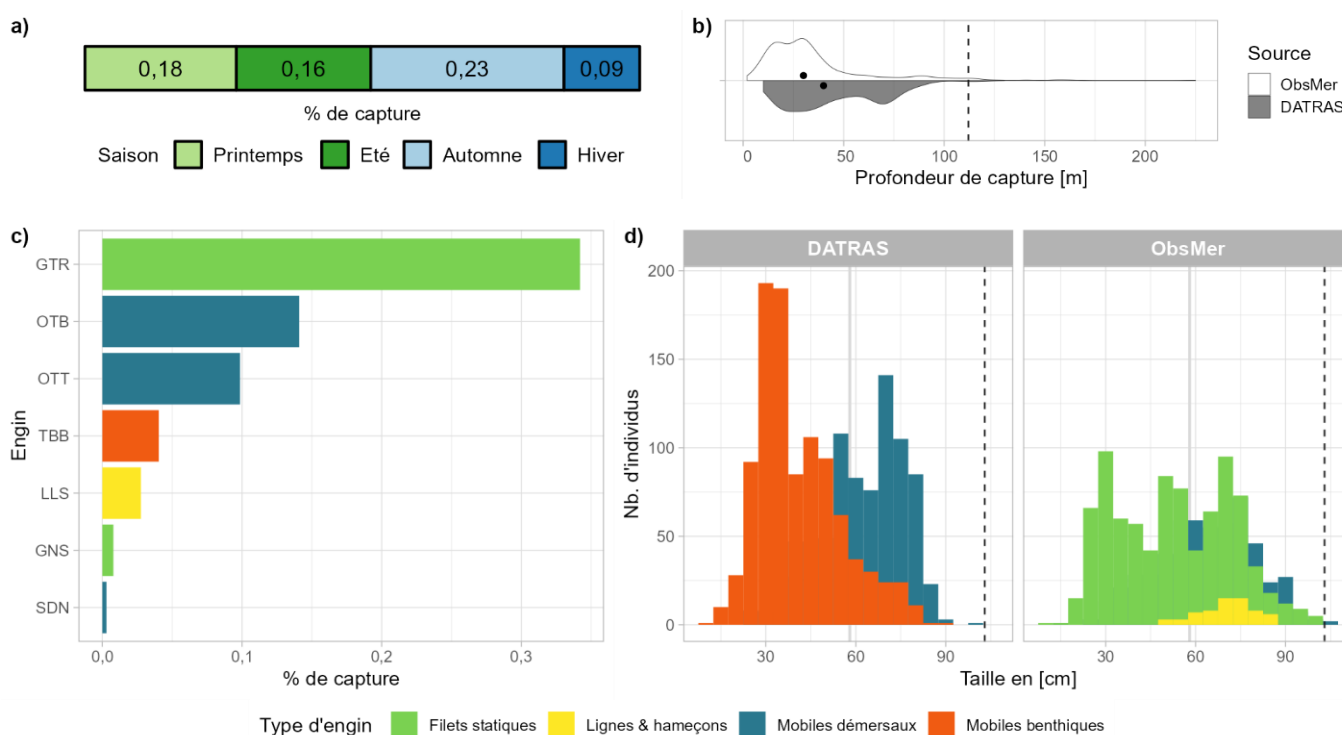 a)
0,18 0,16 0,23 0,09
% de capture
Saison Printemps Eté Automne Hiver
b)
0 50 100 150 200
Profondeur de capture [m]
Source
ObsMer
DATRAS
c)
Engin
GTR
OTB
OTT
TBB
LLS
GNS
SDN
0,0 0,1 0,2 0,3
% de capture
d)
DATRAS ObsMer
Nb. d'individus
200
150
100
50
0
30 60 90 30 60 90
Taille en [cm]
Type d'engin Filets statiques Lignes & hameçons Mobiles démersaux Mobiles benthiques